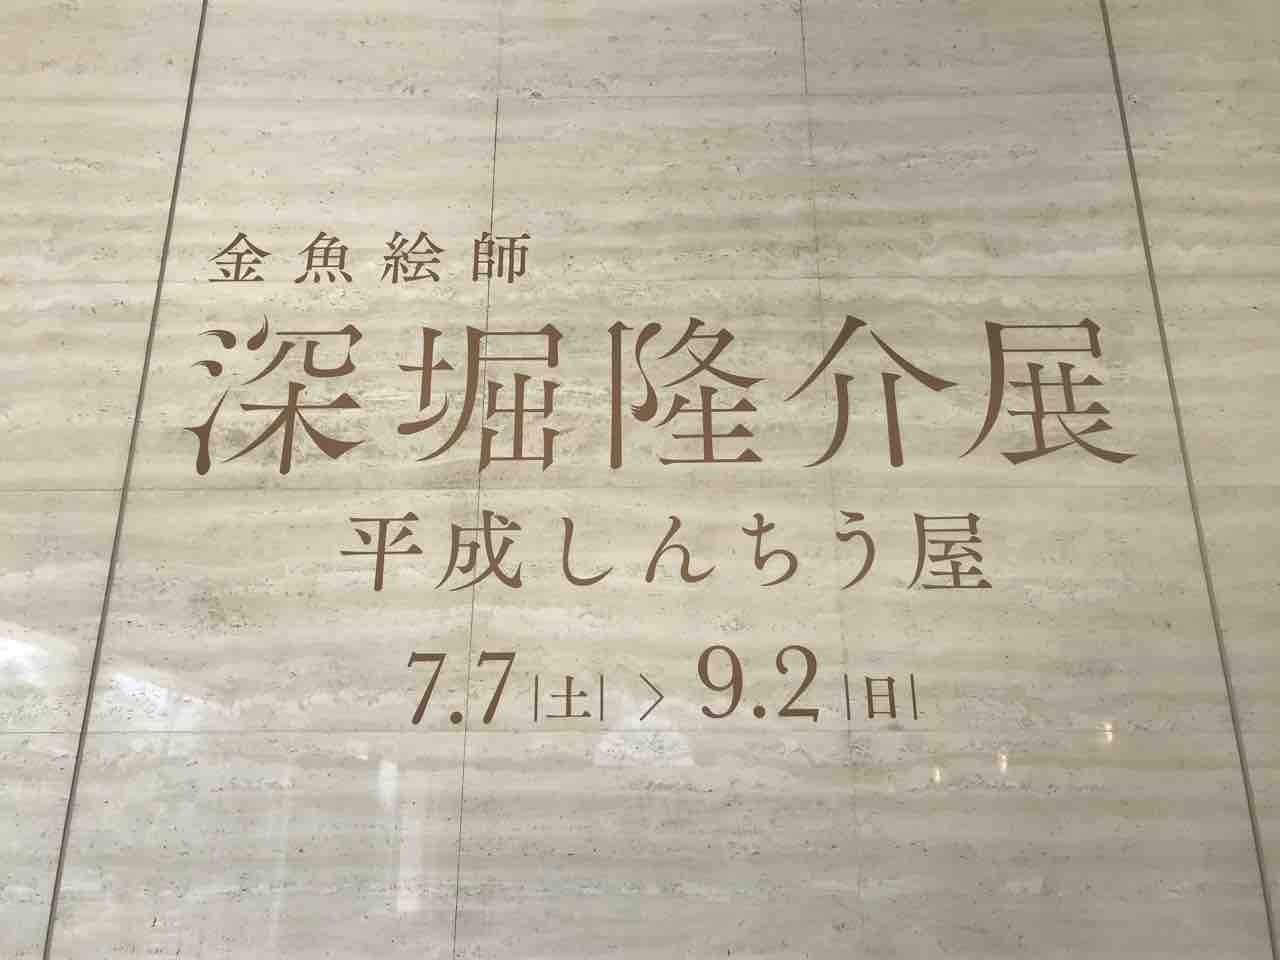 金魚絵師
深堀隆介展
平成しんちう屋
7.7|土| > 9.2|日|